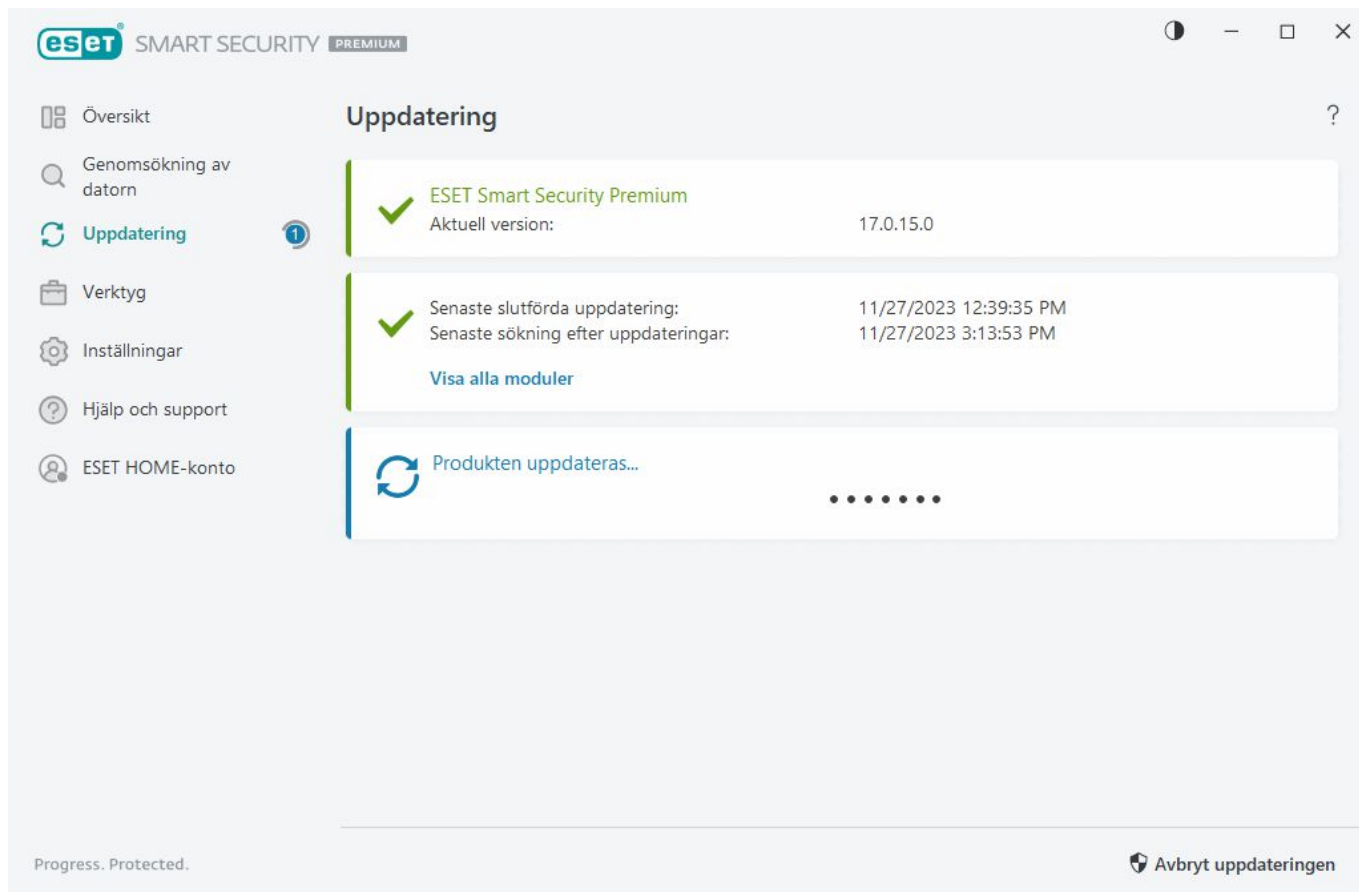 eset® SMART SECURITY PREMIUM
Översikt
Genomsökning av
datorn
Uppdatering 1
Verktyg
Inställningar
Hjälp och support
ESET HOME-konto
Uppdatering ?
ESET Smart Security Premium
Aktuell version: 17.0.15.0
Senaste slutförda uppdatering: 11/27/2023 12:39:35 PM
Senaste sökning efter uppdateringar: 11/27/2023 3:13:53 PM
Visa alla moduler
Produkten uppdateras...
Progress. Protected.
Avbryt uppdateringen